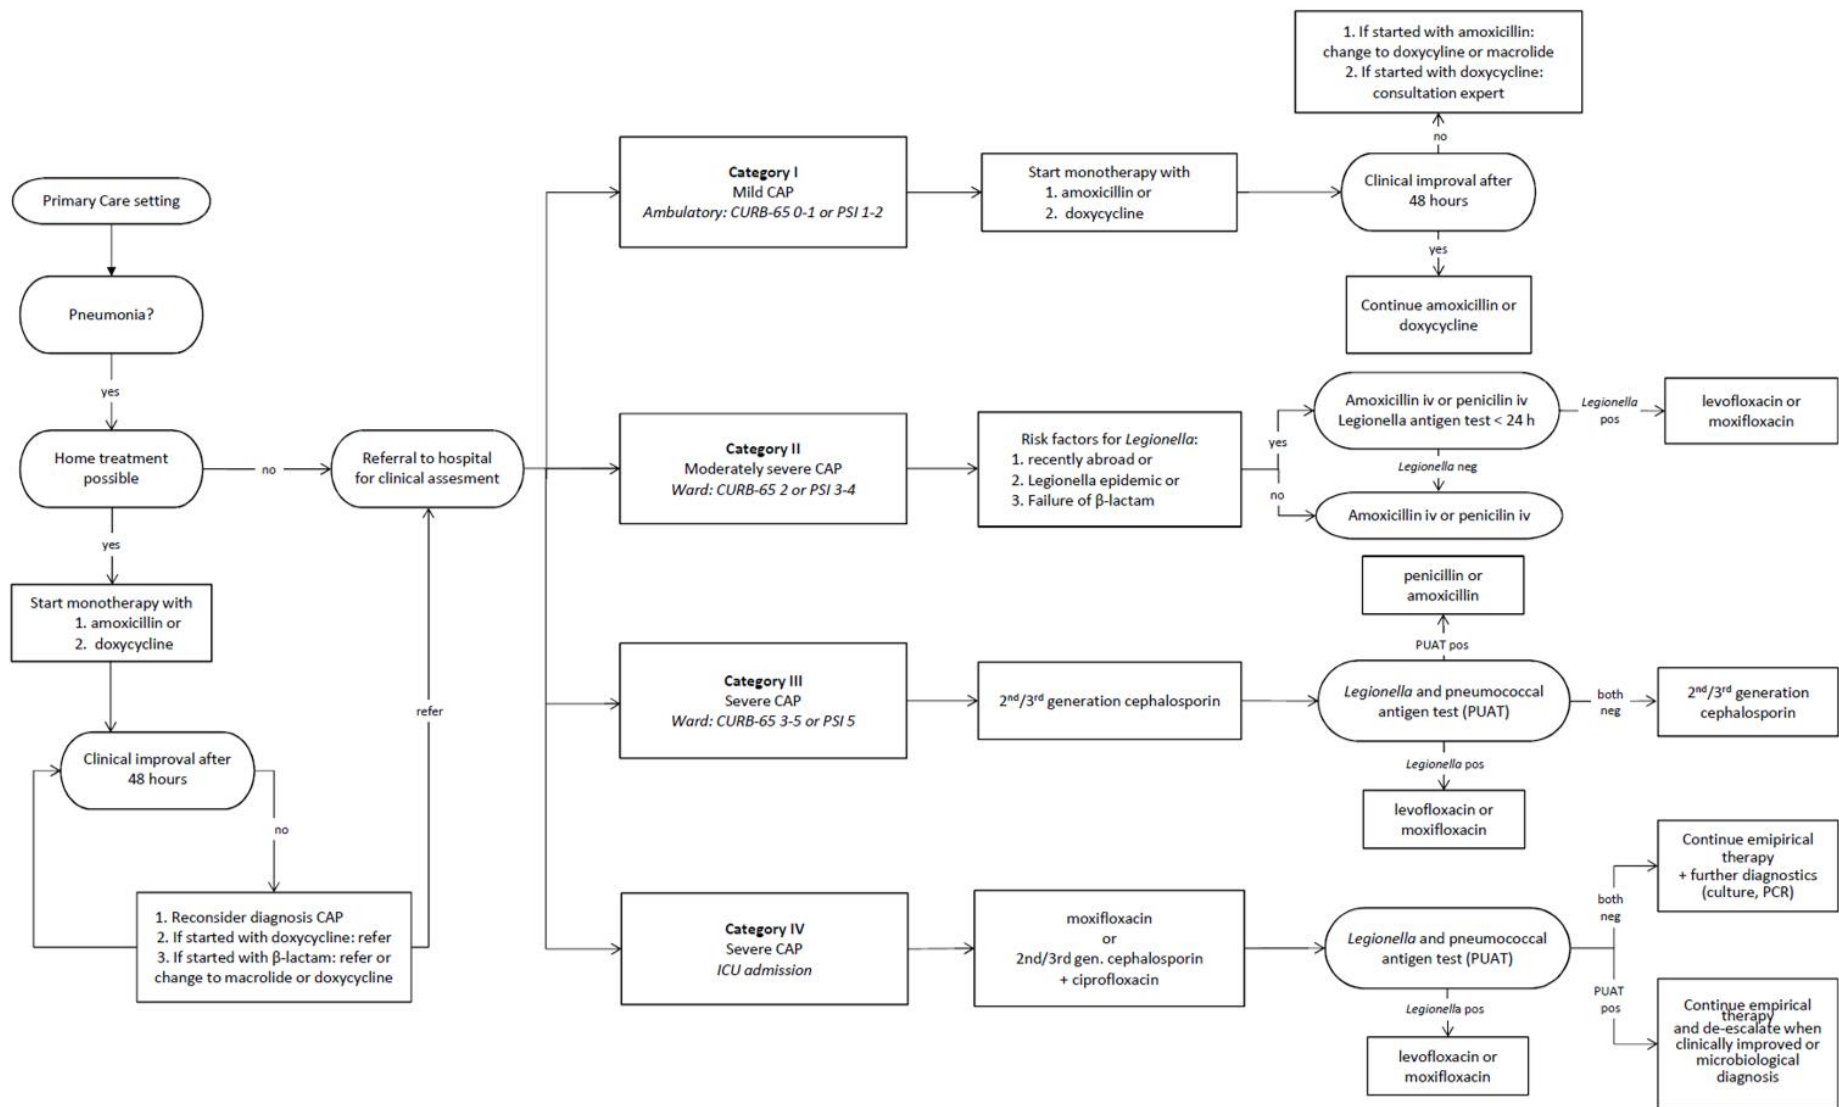 Primary Care setting
Pneumonia?
yes
Home treatment
possible
no
yes
Start monotherapy with
1. amoxicillin or
2. doxycycline
Clinical improval after
48 hours
no
1. Reconsider diagnosis CAP
2. If started with doxycycline: refer
3. If started with β-lactam: refer or
change to macrolide or doxycycline
refer
Referral to hospital
for clinical assesment
Category I
Mild CAP
Ambulatory: CURB-65 0-1 or PSI 1-2
Start monotherapy with
1. amoxicillin or
2. doxycycline
Clinical improval after
48 hours
no
1. If started with amoxicillin:
change to doxycyline or macrolide
2. If started with doxycycline:
consultation expert
yes
Continue amoxicillin or
doxycycline
Category II
Moderately severe CAP
Ward: CURB-65 2 or PSI 3-4
Risk factors for Legionella:
1. recently abroad or
2. Legionella epidemic or
3. Failure of β-lactam
yes
no
Amoxicillin iv or penicilin iv
Legionella antigen test < 24 h
Legionella
pos
levofloxacin or
moxifloxacin
Legionella neg
Amoxicillin iv or penicilin iv
Category III
Severe CAP
Ward: CURB-65 3-5 or PSI 5
2nd/3rd generation cephalosporin
Legionella and pneumococcal
antigen test (PUAT)
PUAT pos
penicillin or
amoxicillin
both
neg
2nd/3rd generation
cephalosporin
Legionella pos
levofloxacin or
moxifloxacin
Category IV
Severe CAP
ICU admission
moxifloxacin
or
2nd/3rd gen. cephalosporin
+ ciprofloxacin
Legionella and pneumococcal
antigen test (PUAT)
both
neg
Continue emipirical
therapy
+ further diagnostics
(culture, PCR)
PUAT
pos
Continue empirical
therapy
and de-escalate when
clinically improved or
microbiological
diagnosis
Legionella pos
levofloxacin or
moxifloxacin